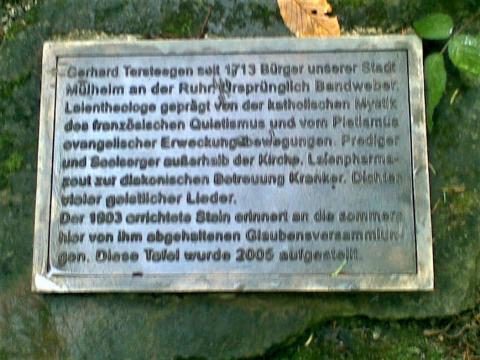 Gerhard Tersteegen seit 1713 Bürger unserer Stadt
Mülheim an der Ruhr, ursprünglich Bandweber.
Laientheologe geprägt von der katholischen Mystik
des französischen Quietismus und vom Pietismus
evangelischer Erweckungsbewegungen. Prediger
und Seelsorger außerhalb der Kirche. Laienpharma-
zeut zur diakonischen Betreuung Kranker. Dichter
vieler geistlicher Lieder.
Der 1903 errichtete Stein erinnert an die sommers
hier von ihm abgehaltenen Glaubensversammlun-
gen. Diese Tafel wurde 2005 aufgestellt.